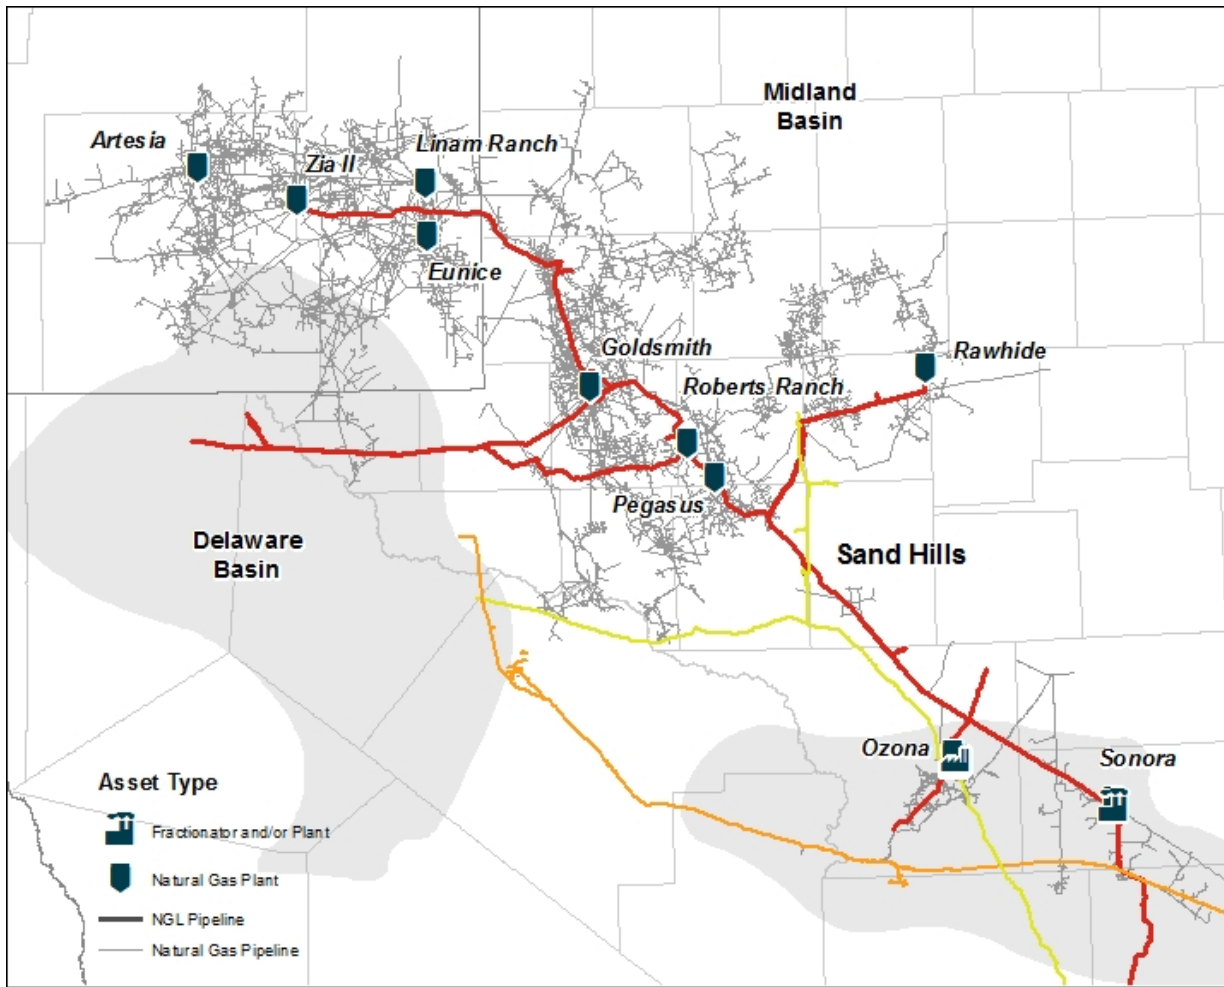 Midland
Basin
Artesia
Linam Ranch
Zia II
Eunice
Goldsmith
Rawhide
Roberts Ranch
Pegasus
Delaware
Basin
Sand Hills
Ozona
Sonora
Asset Type
Fractionator and/or Plant
Natural Gas Plant
NGL Pipeline
Natural Gas Pipeline